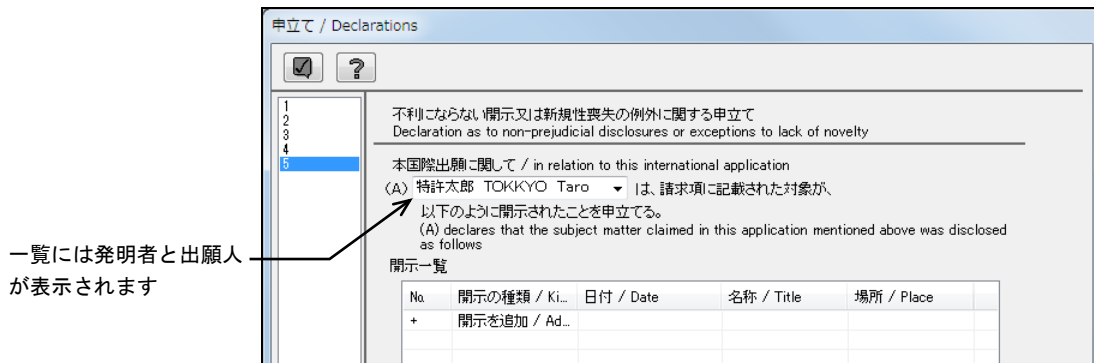 申立て / Declarations
1
2
3
4
5
不利にならない開示又は新規性喪失の例外に関する申立て
Declaration as to non-prejudicial disclosures or exceptions to lack of novelty
本国際出願に関して / in relation to this international application
(A) 特許太郎 TOKKYO Taro は、請求項に記載された対象が、
以下のように開示されたことを申立てる。
(A) declares that the subject matter claimed in this application mentioned above was disclosed
as follows
一覧には発明者と出願人
が表示されます
開示一覧
No. 開示の種類 / Ki... 日付 / Date 名称 / Title 場所 / Place
+ 開示を追加 / Ad...